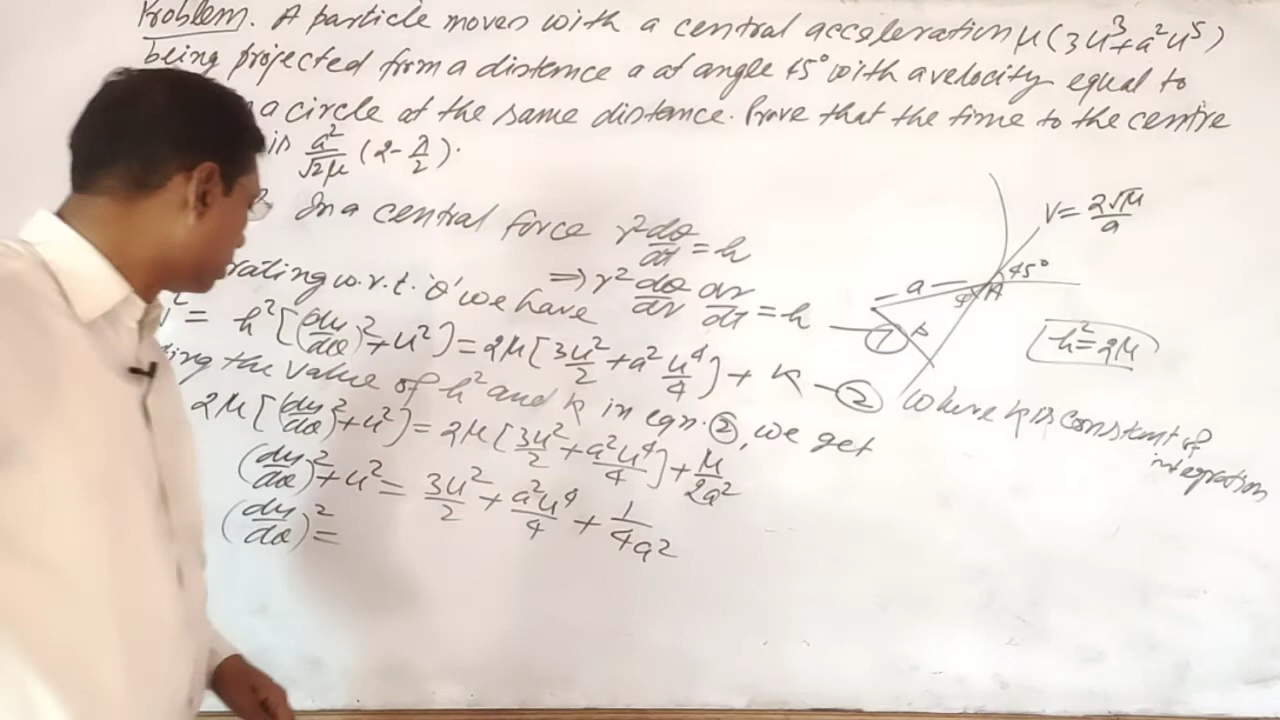 Problem. A particle moves with a central acceleration μ(3u³+a²u⁵)
being projected from a distance a at angle 45° with a velocity equal to
a circle at the same distance. Prove that the time to the centre
is a²/√2μ (2-π/2).
In a central force r²dθ/dt = h
⇒ r² dθ/dr dr/dt = h — ①
rating w.r.t. 'θ' we have
² = h²[(du/dθ)²+u²] = 2μ[3u²/2 + a²u⁴/4] + K — ② Where K is constant of integration
ding the value of h² and K in eqn. ②, we get
2μ[(du/dθ)²+u²] = 2μ[3u²/2 + a²u⁴/4] + μ/2a²
(du/dθ)²+u² = 3u²/2 + a²u⁴/4 + 1/4a²
(du/dθ)² =
V = 2√μ/a
45°
a
φ
A
p
h² = 2μ